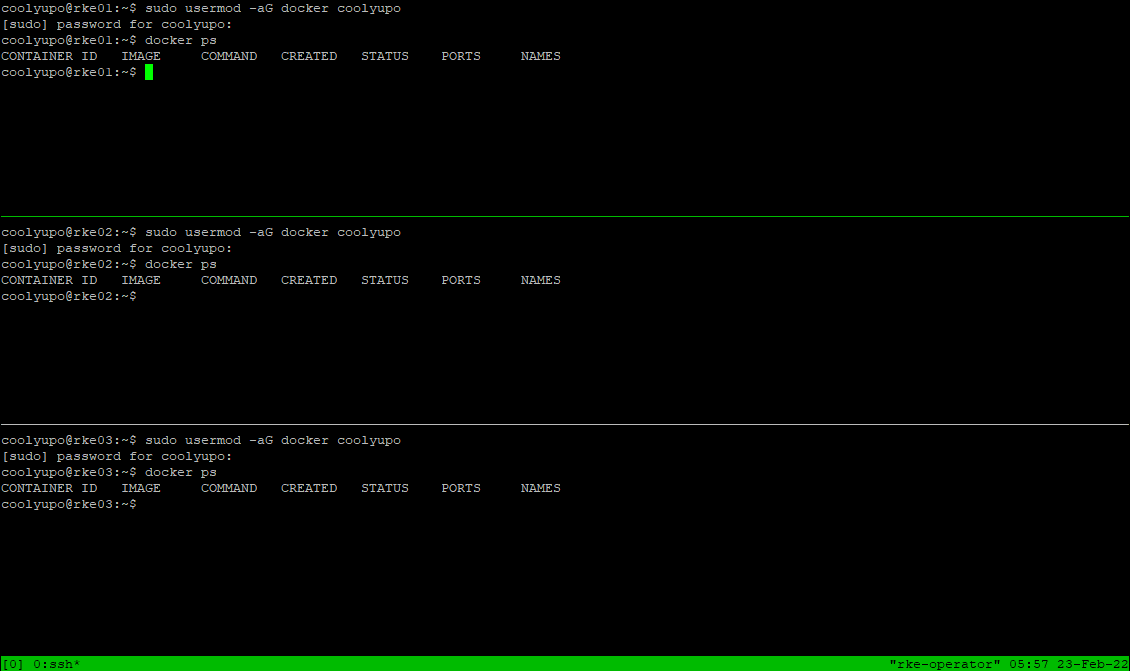 coolyupo@rke01:~$ sudo usermod -aG docker coolyupo
[sudo] password for coolyupo:
coolyupo@rke01:~$ docker ps
CONTAINER ID   IMAGE     COMMAND   CREATED   STATUS    PORTS     NAMES
coolyupo@rke01:~$
coolyupo@rke02:~$ sudo usermod -aG docker coolyupo
[sudo] password for coolyupo:
coolyupo@rke02:~$ docker ps
CONTAINER ID   IMAGE     COMMAND   CREATED   STATUS    PORTS     NAMES
coolyupo@rke02:~$
coolyupo@rke03:~$ sudo usermod -aG docker coolyupo
[sudo] password for coolyupo:
coolyupo@rke03:~$ docker ps
CONTAINER ID   IMAGE     COMMAND   CREATED   STATUS    PORTS     NAMES
coolyupo@rke03:~$
[0] 0:ssh* "rke-operator" 05:57 23-Feb-22